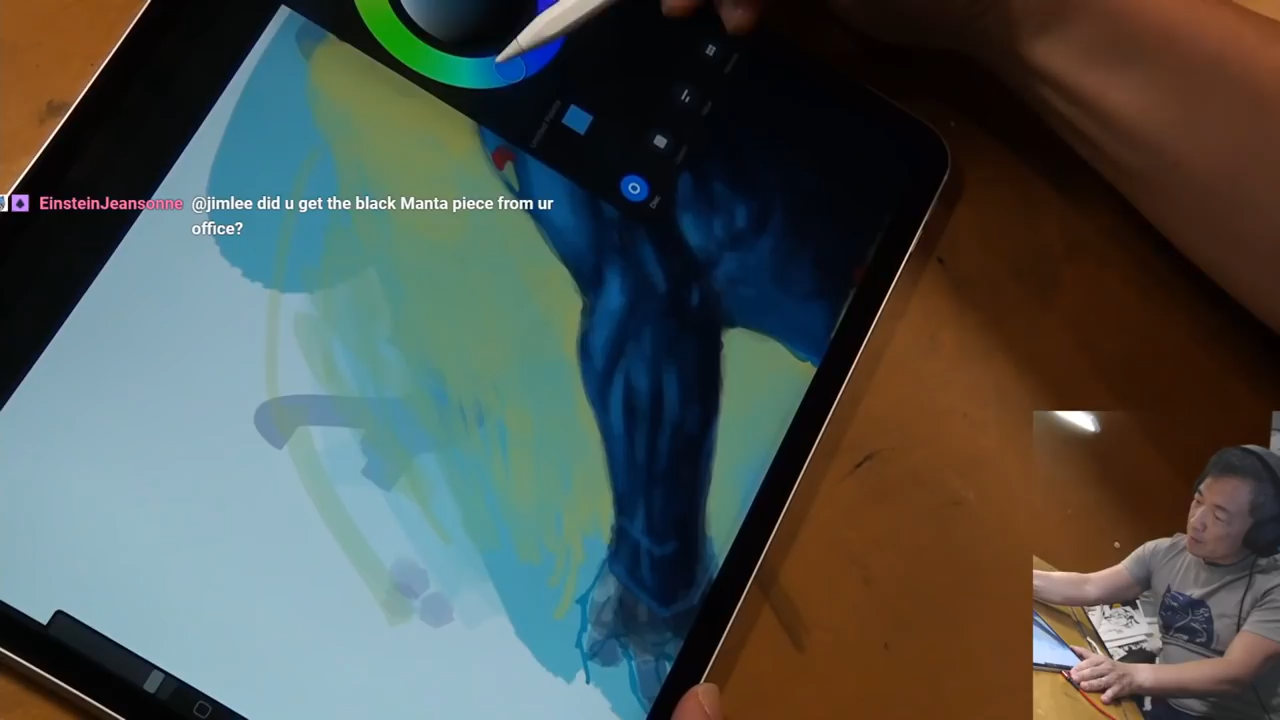 EinsteinJeansonne @jimlee did u get the black Manta piece from ur
office?